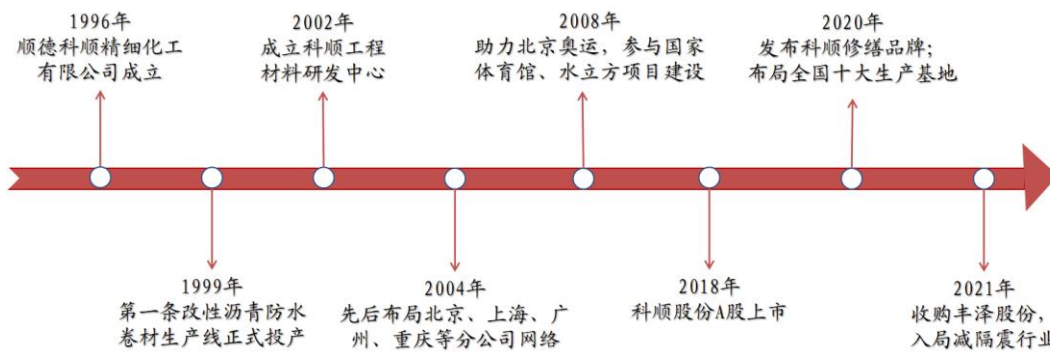 1996年
顺德科顺精细化工
有限公司成立
2002年
成立科顺工程
材料研发中心
2008年
助力北京奥运，参与国家
体育馆、水立方项目建设
2020年
发布科顺修缮品牌；
布局全国十大生产基地
1999年
第一条改性沥青防水
卷材生产线正式投产
2004年
先后布局北京、上海、广
州、重庆等分公司网络
2018年
科顺股份A股上市
2021年
收购丰泽股份，
入局减隔震行业